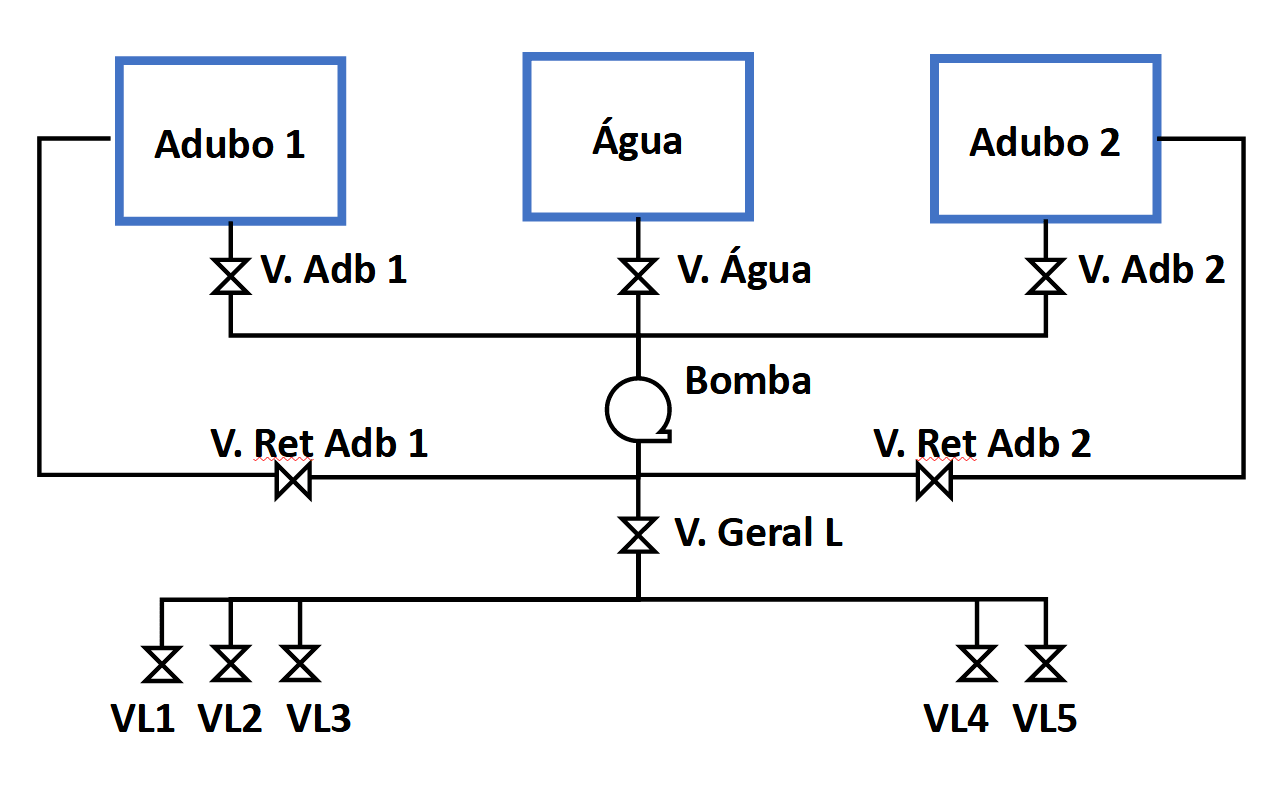 Adubo 1
Água
Adubo 2
V. Adb 1
V. Água
V. Adb 2
Bomba
V. Ret Adb 1
V. Ret Adb 2
V. Geral L
VL1 VL2 VL3 VL4 VL5